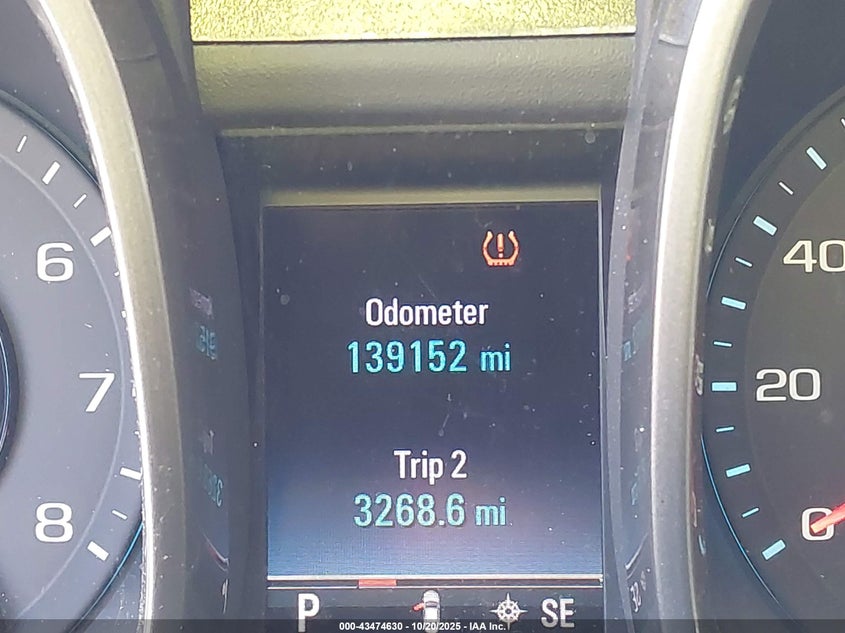 6
7
8
Odometer
139152 mi
Trip 2
3268.6 mi
P
SE
40
20
0
000-43474630 - 10/20/2025 - IAA Inc.